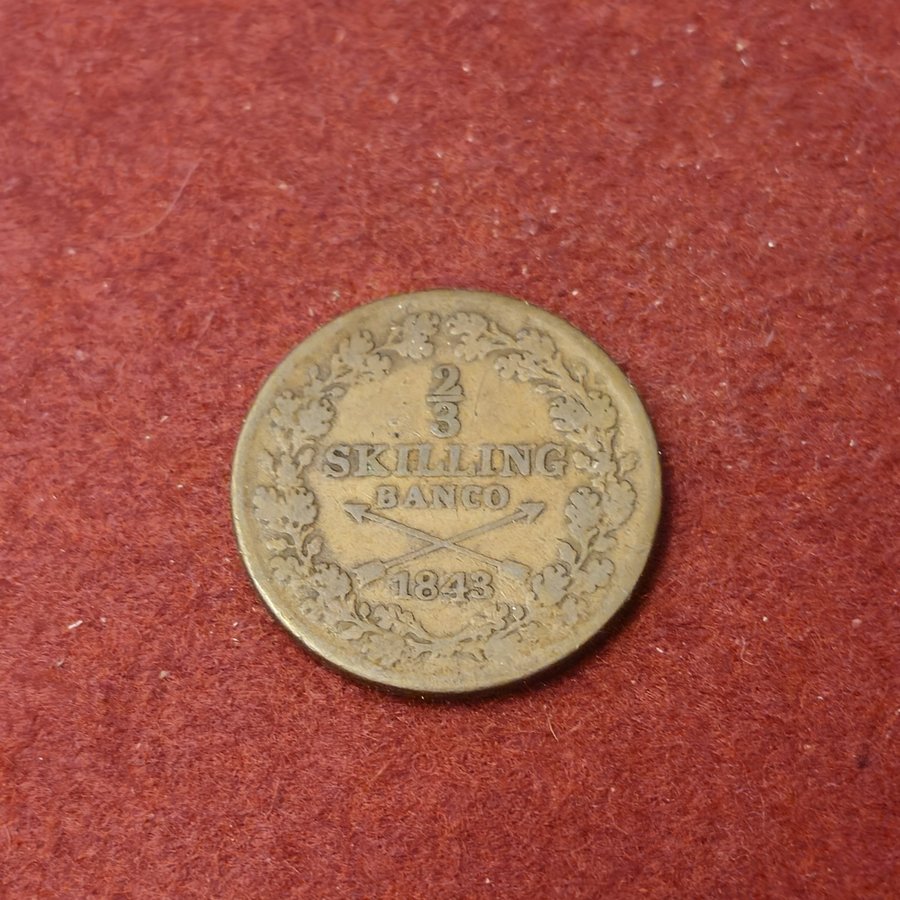 2/3
SKILLING
BANCO
1843